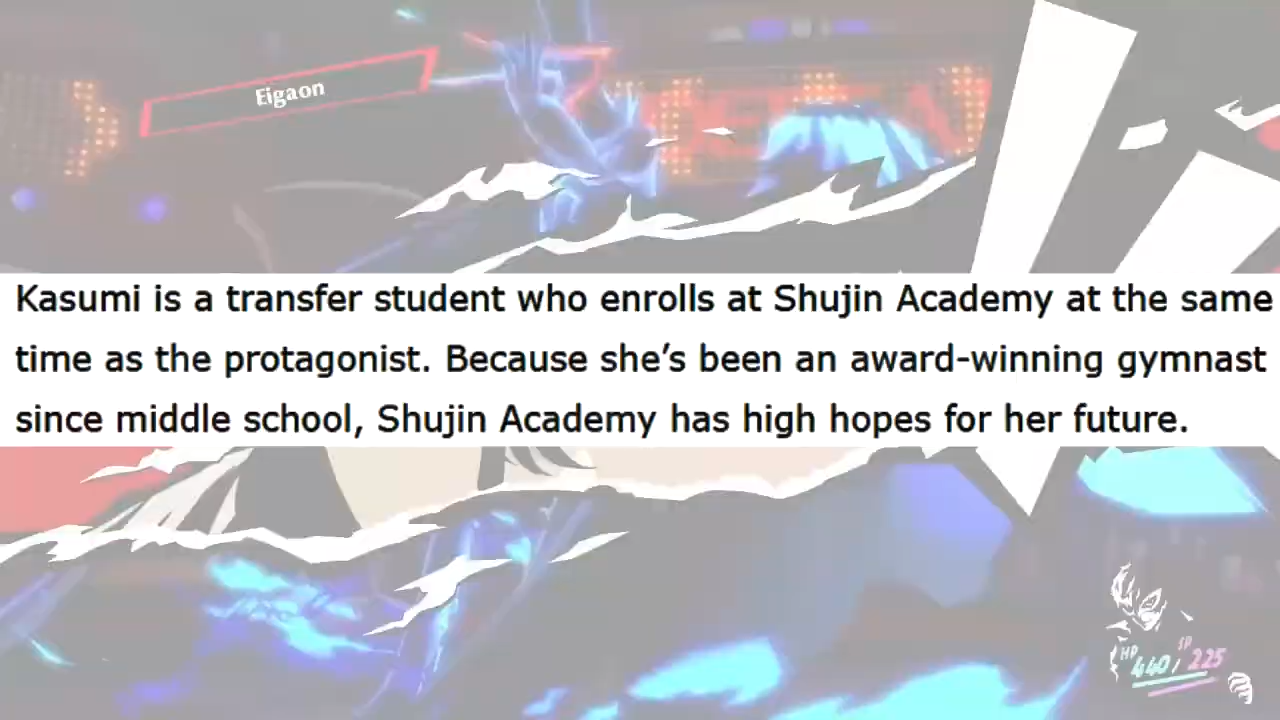 Eigaon
Kasumi is a transfer student who enrolls at Shujin Academy at the same
time as the protagonist. Because she’s been an award-winning gymnast
since middle school, Shujin Academy has high hopes for her future.
HP 440 / SP 225